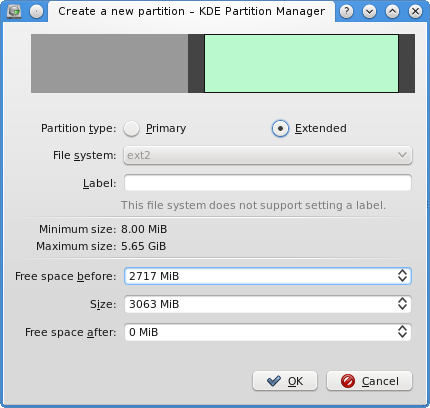 Create a new partition – KDE Partition Manager
Partition type: Primary Extended
File system: ext2
Label:
This file system does not support setting a label.
Minimum size: 8.00 MiB
Maximum size: 5.65 GiB
Free space before: 2717 MiB
Size: 3063 MiB
Free space after: 0 MiB
OK Cancel